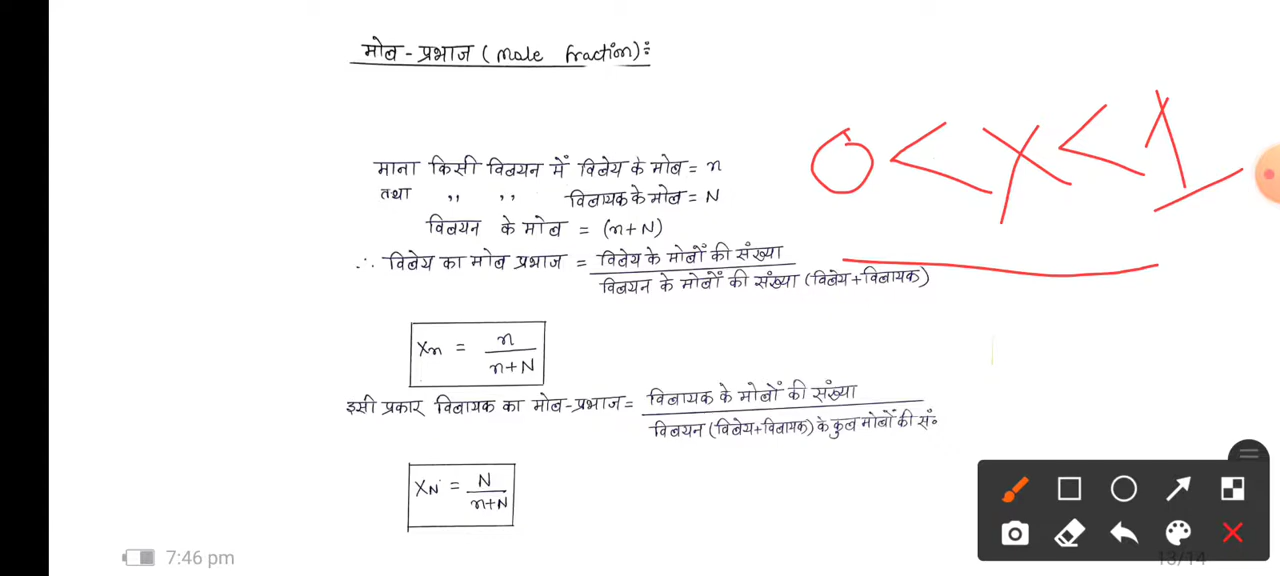 मोल - प्रभाज ( mole fraction) :
0 < x < 1
माना किसी विलयन में विलेय के मोल = n
तथा ,, ,, विलायक के मोल = N
विलयन के मोल = (n+N)
∴ विलेय का मोल प्रभाज = विलेय के मोलों की संख्या
विलयन के मोलों की संख्या (विलेय+विलायक)
Xn = n
n+N
इसी प्रकार विलायक का मोल-प्रभाज = विलायक के मोलों की संख्या
विलयन (विलेय+विलायक) के कुल मोलों की सं॰
XN = N
n+N
7:46 pm
13/14